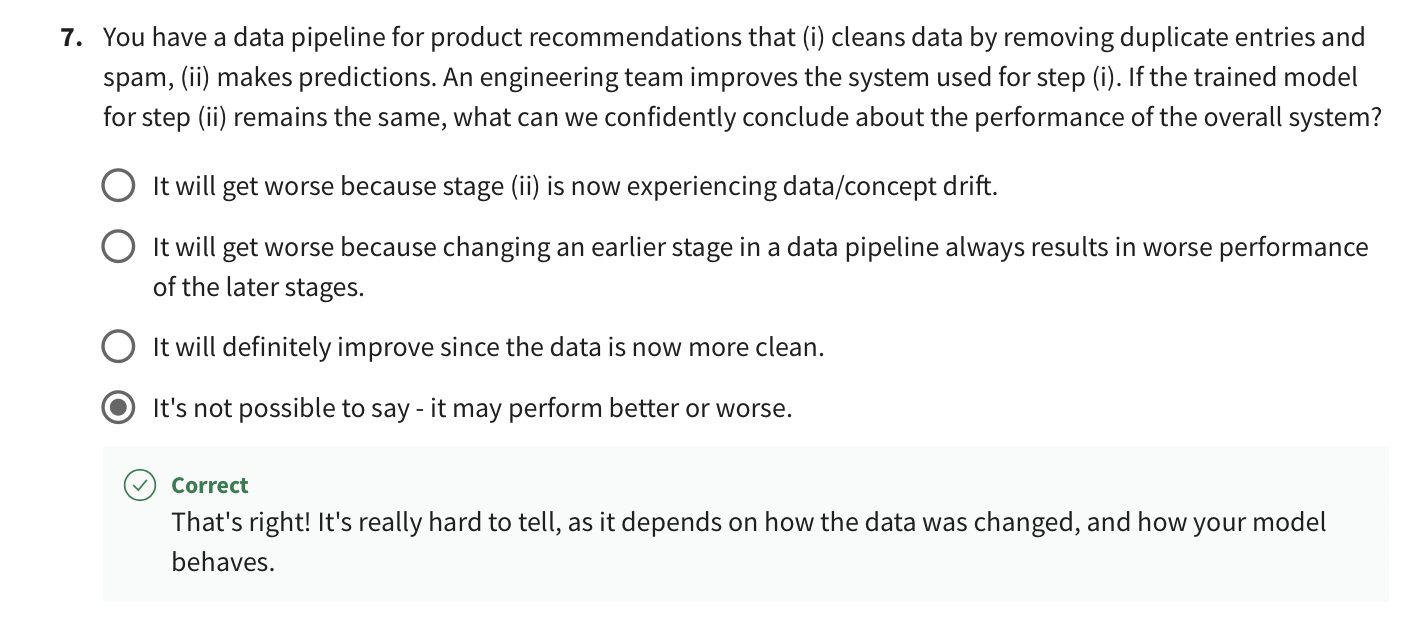 7. You have a data pipeline for product recommendations that (i) cleans data by removing duplicate entries and
spam, (ii) makes predictions. An engineering team improves the system used for step (i). If the trained model
for step (ii) remains the same, what can we confidently conclude about the performance of the overall system?
It will get worse because stage (ii) is now experiencing data/concept drift.
It will get worse because changing an earlier stage in a data pipeline always results in worse performance
of the later stages.
It will definitely improve since the data is now more clean.
It's not possible to say - it may perform better or worse.
Correct
That's right! It's really hard to tell, as it depends on how the data was changed, and how your model
behaves.